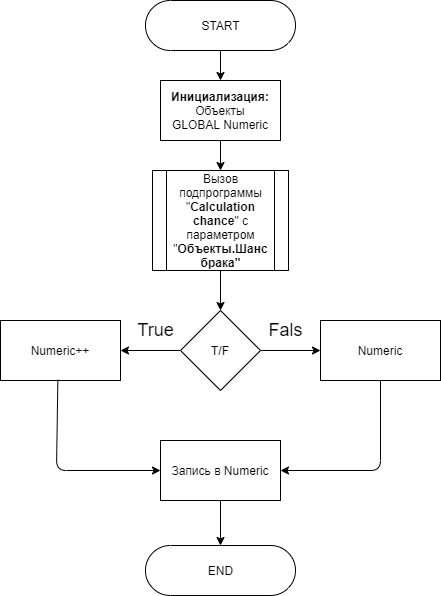 START
Инициализация:
Объекты
GLOBAL Numeric
Вызов
подпрограммы
"Calculation
chance" с
параметром
"Объекты.Шанс
брака"
True
Fals
T/F
Numeric++
Numeric
Запись в Numeric
END